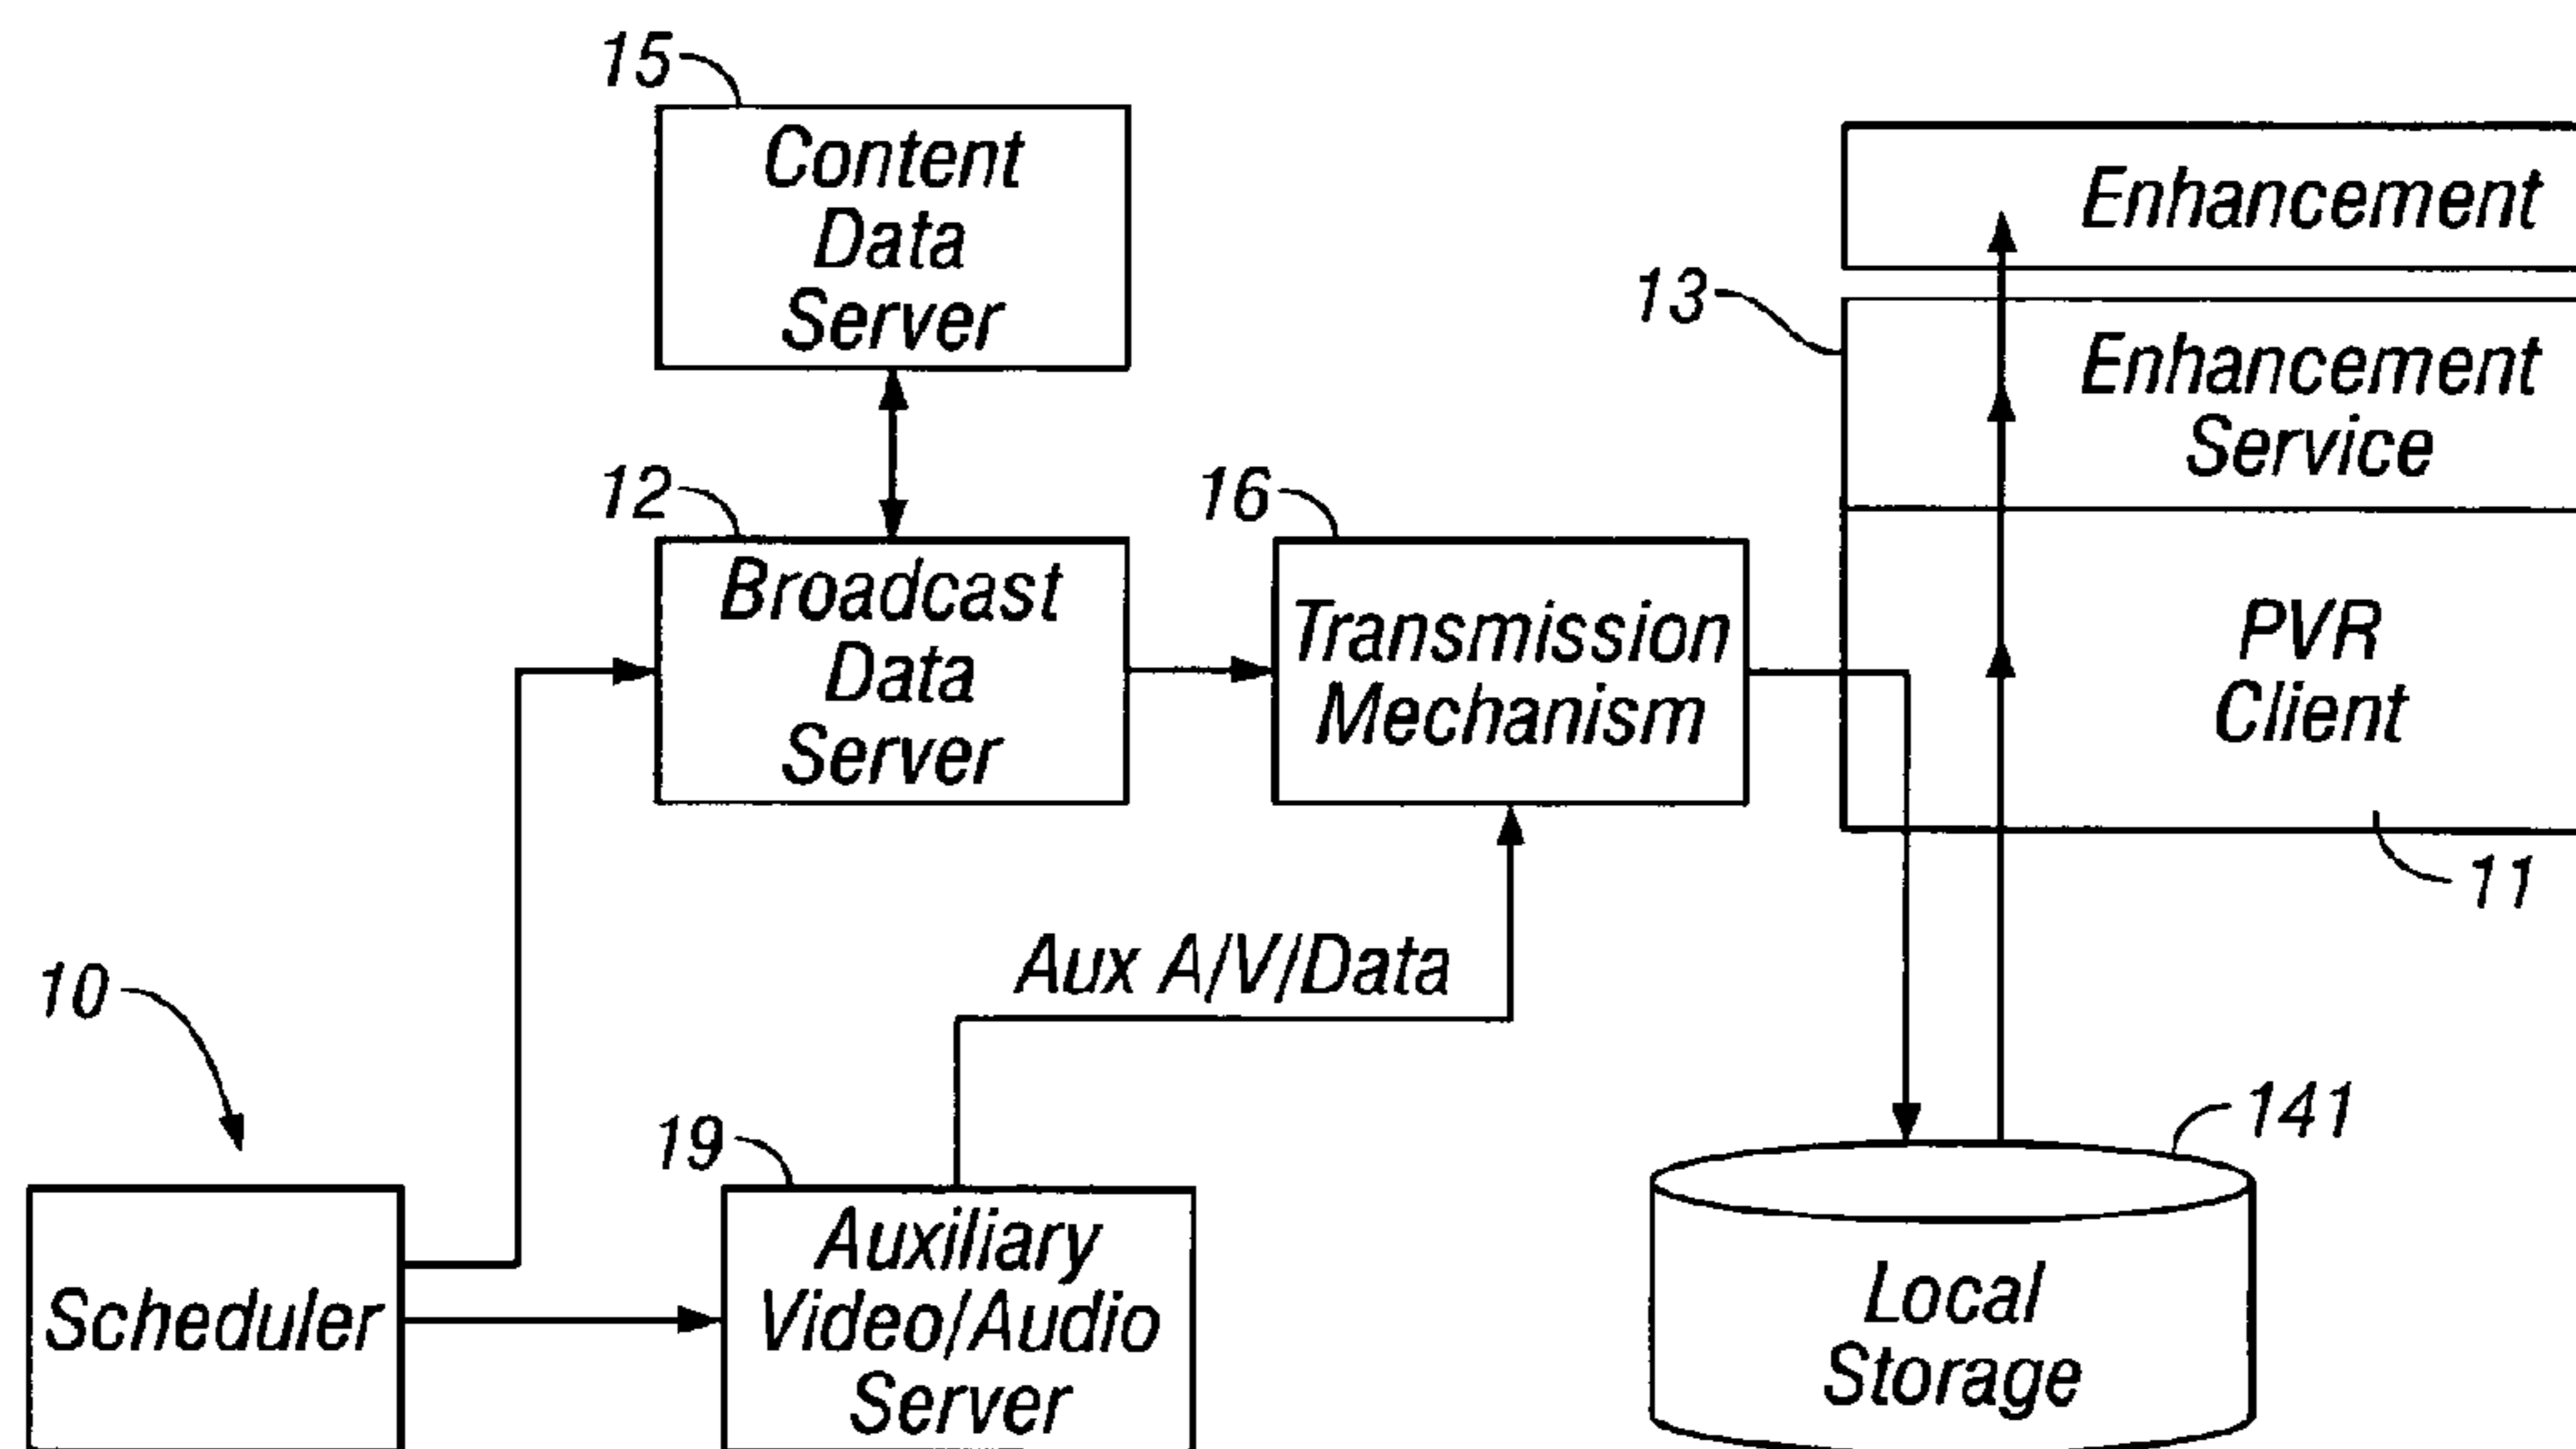 15
Content
Data
Server
Enhancement
13
Enhancement
Service
12
Broadcast
Data
Server
16
Transmission
Mechanism
PVR
Client
11
Aux A/V/Data
10
Scheduler
19
Auxiliary
Video/Audio
Server
141
Local
Storage